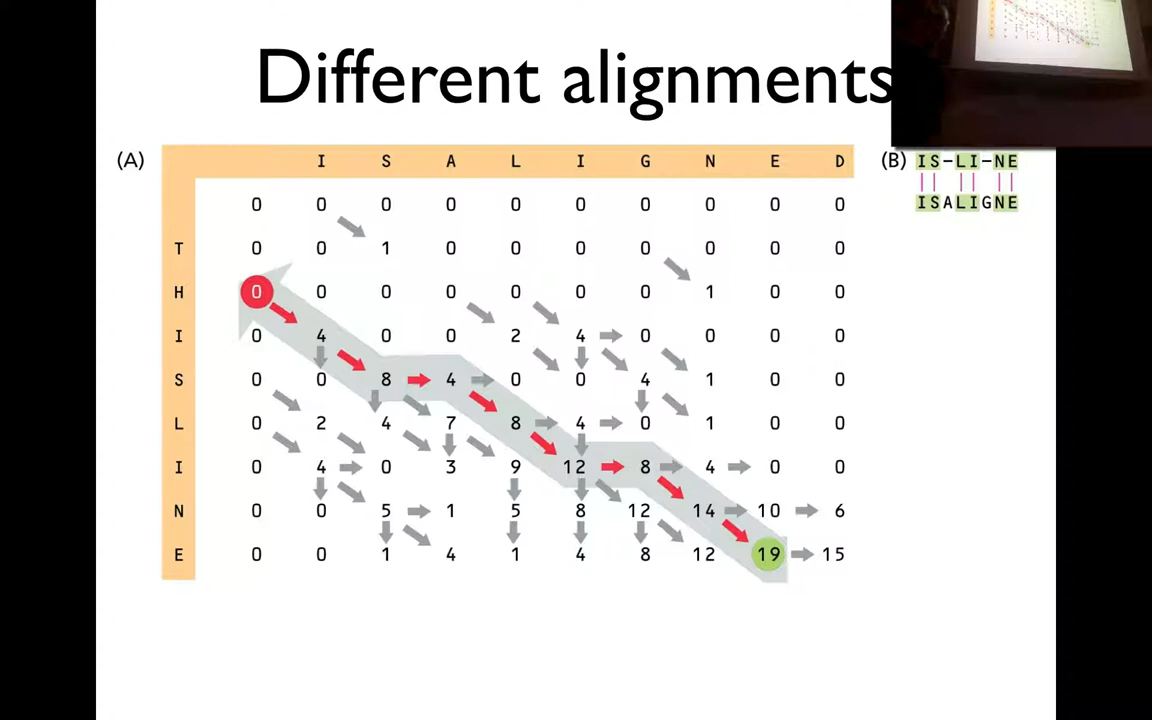 Different alignments
(A) I S A L I G N E D (B) IS-LI-NE
ISALIGNE
0 0 0 0 0 0 0 0 0 0
T 0 0 1 0 0 0 0 0 0 0
H 0 0 0 0 0 0 0 1 0 0
I 0 4 0 0 2 4 0 0 0 0
S 0 0 8 4 0 0 4 1 0 0
L 0 2 4 7 8 4 0 1 0 0
I 0 4 0 3 9 12 8 4 0 0
N 0 0 5 1 5 8 12 14 10 6
E 0 0 1 4 1 4 8 12 19 15